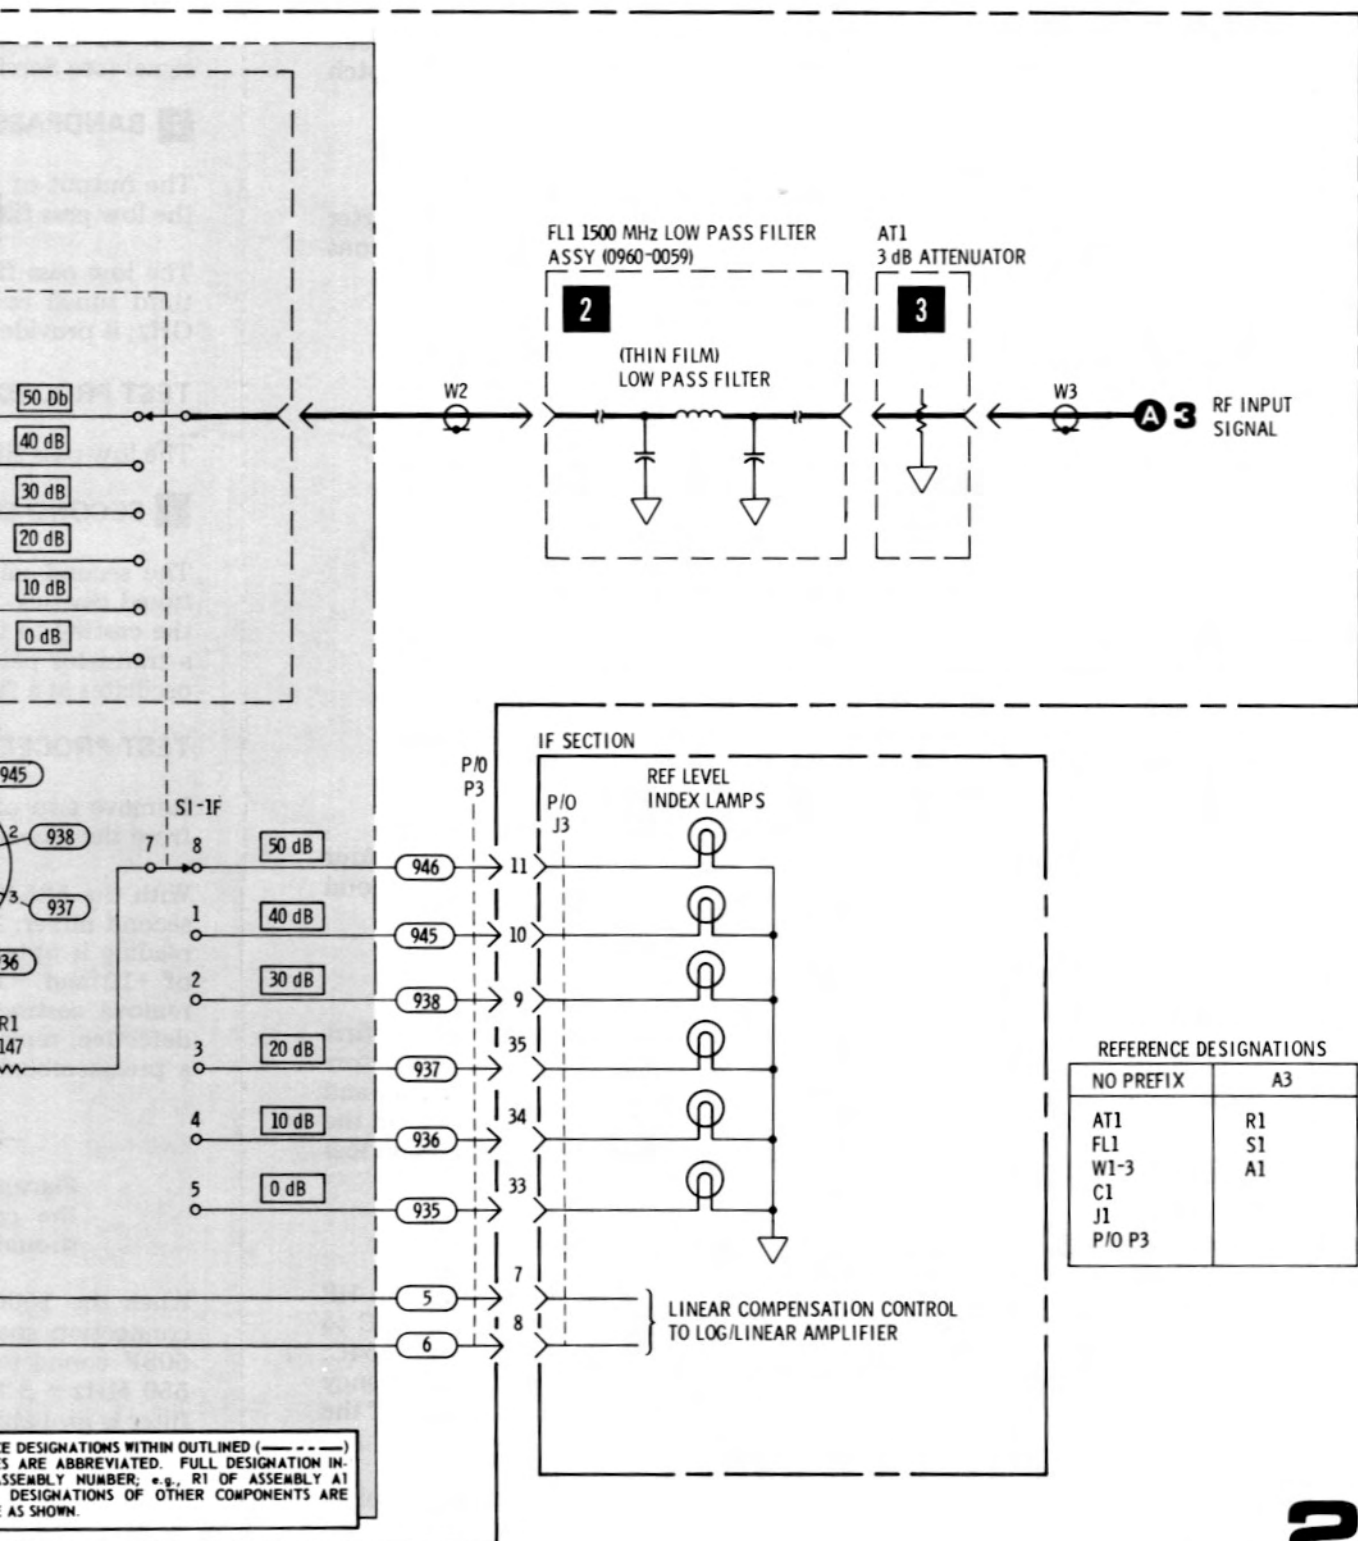 FL1 1500 MHz LOW PASS FILTER
ASSY (0960-0059)
AT1
3 dB ATTENUATOR
2
3
(THIN FILM)
LOW PASS FILTER
W2
W3
A 3
RF INPUT
SIGNAL
50 Db
40 dB
30 dB
20 dB
10 dB
0 dB
IF SECTION
P/O
P3
REF LEVEL
INDEX LAMPS
P/O
J3
945
S1-1F
2
938
7
8
50 dB
946
11
3
937
1
40 dB
945
10
36
2
30 dB
938
9
R1
147
3
20 dB
937
35
4
10 dB
936
34
5
0 dB
935
33
5
7
6
8
LINEAR COMPENSATION CONTROL
TO LOG/LINEAR AMPLIFIER
REFERENCE DESIGNATIONS
NO PREFIX A3
AT1 R1
FL1 S1
W1-3 A1
C1
J1
P/O P3
CE DESIGNATIONS WITHIN OUTLINED (— - - —)
ES ARE ABBREVIATED. FULL DESIGNATION IN-
ASSEMBLY NUMBER; e.g., R1 OF ASSEMBLY A1
DESIGNATIONS OF OTHER COMPONENTS ARE
E AS SHOWN.
2